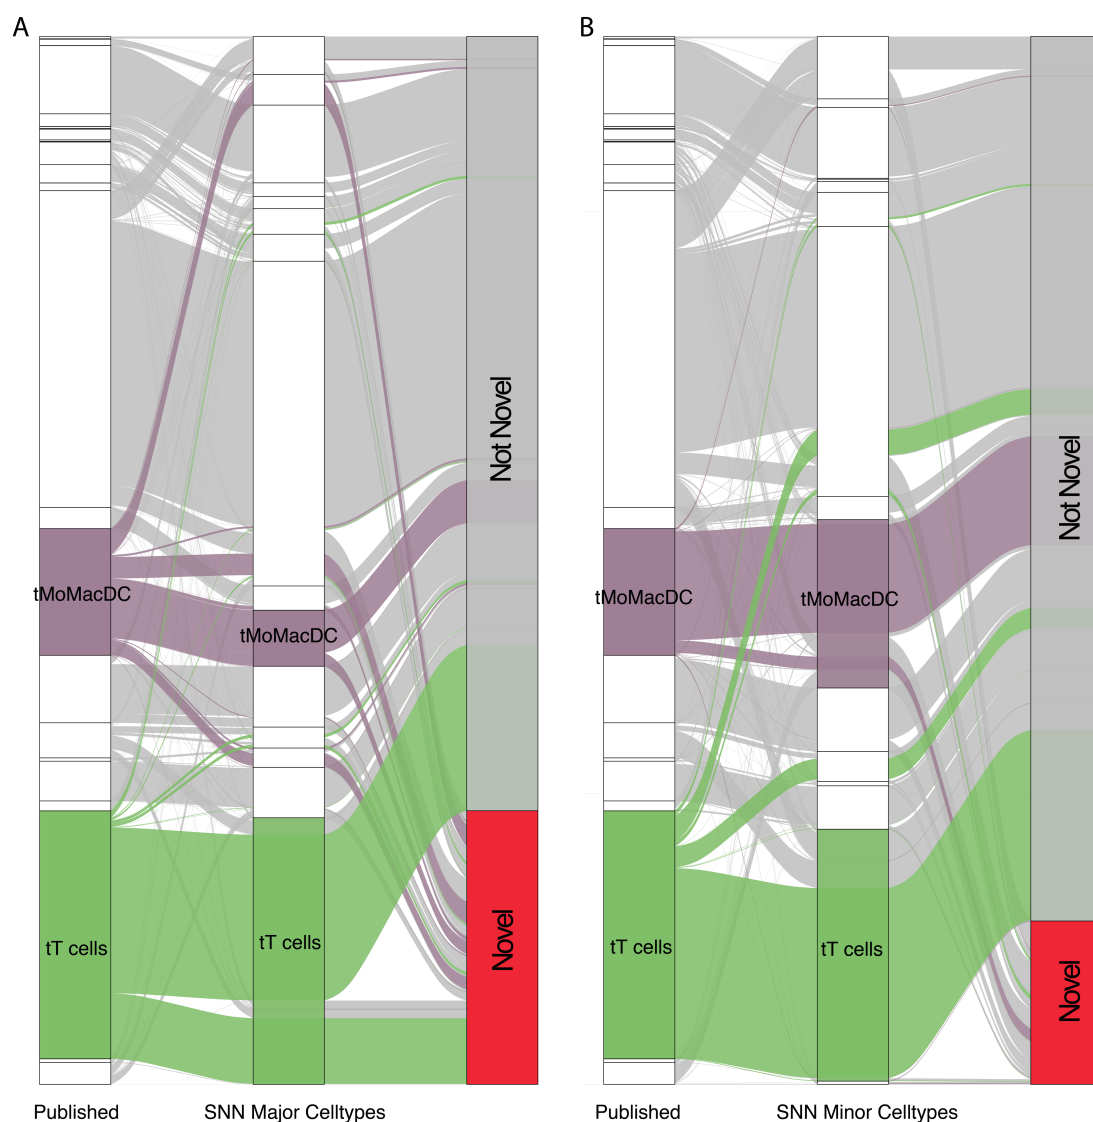 A
B
Not Novel
Not Novel
tMoMacDC
tMoMacDC
tMoMacDC
tMoMacDC
tT cells
tT cells
Novel
tT cells
tT cells
Novel
Published
SNN Major Celltypes
Published
SNN Minor Celltypes